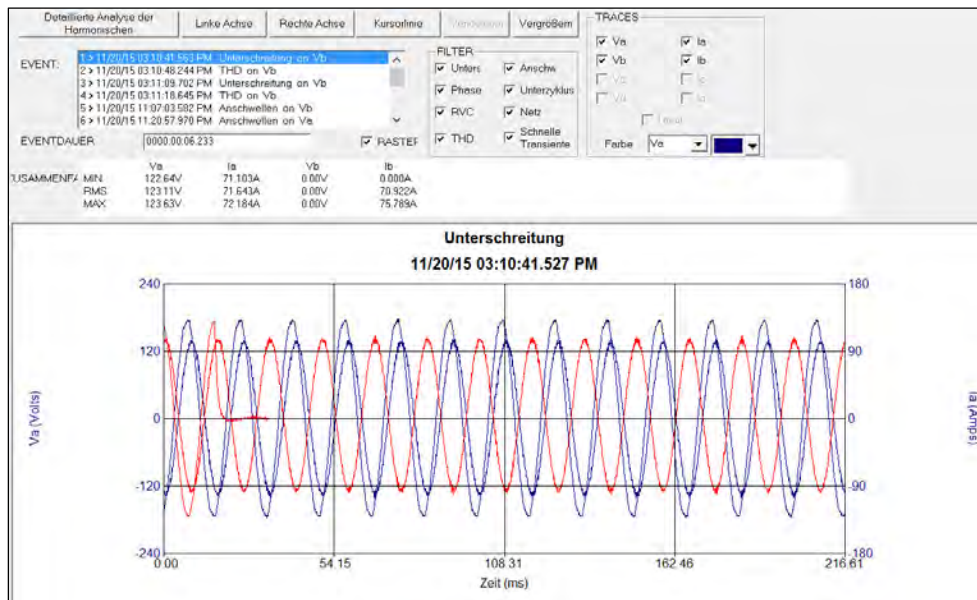 Detaillierte Analyse der Harmonischen
Linke Achse
Rechte Achse
Kursorlinie
Vergrößern
TRACES
EVENT:
1 > 11/20/15 03:10:41.563 PM Unterschreitung on Vb
2 > 11/20/15 03:10:48.244 PM THD on Vb
3 > 11/20/15 03:11:09.702 PM Unterschreitung on Vb
4 > 11/20/15 03:11:18.645 PM THD on Vb
5 > 11/20/15 11:07:03.582 PM Anschwellen on Vb
6 > 11/20/15 11:20:57.970 PM Anschwellen on Va
FILTER
Unters
Anschw
Phase
Unterzyklus
RVC
Netz
THD
Schnelle
Transiente
Va
Ia
Vb
Ib
Farbe
Va
EVENTDAUER
0000:00:06.233
RASTEF
Va Ia Vb Ib
ZUSAMMENFA MIN 122.64V 71.103A 0.00V 0.000A
RMS 123.11V 71.643A 0.00V 70.922A
MAX 123.63V 72.184A 0.00V 75.789A
Unterschreitung
11/20/15 03:10:41.527 PM
240
180
120
90
0
0
-120
-90
-240
-180
Va (Volts)
Ia (Amps)
0.00
54.15
108.31
162.46
216.61
Zeit (ms)